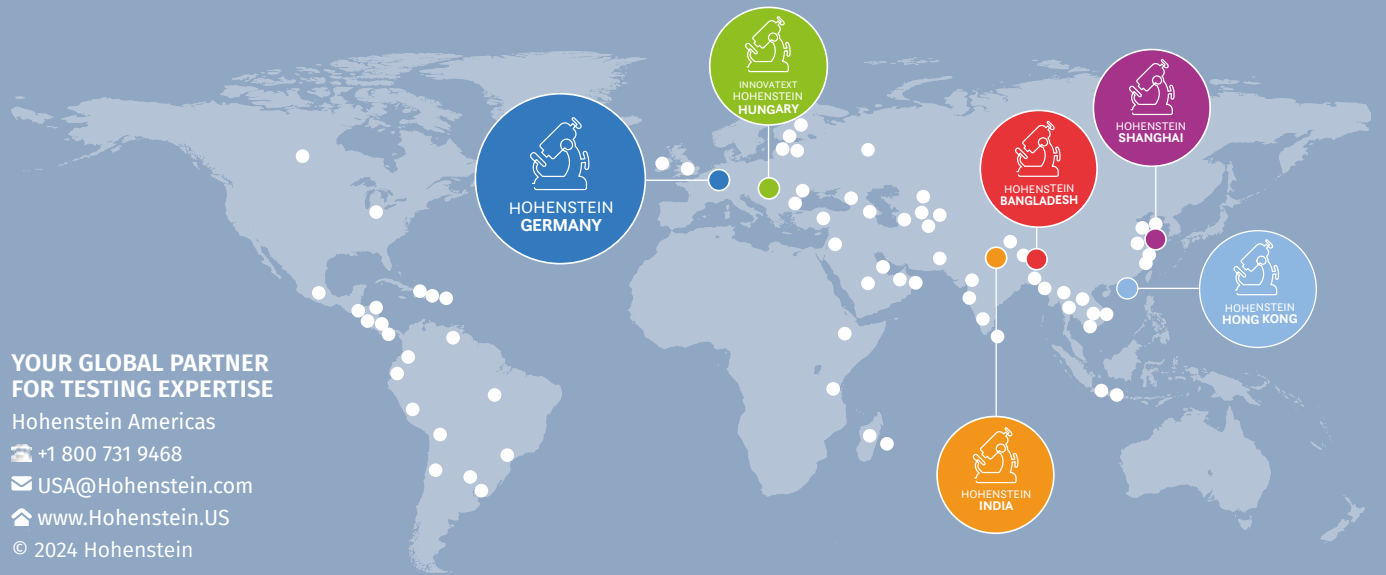 INNOVATEXT
HOHENSTEIN
HUNGARY
HOHENSTEIN
SHANGHAI
HOHENSTEIN
BANGLADESH
HOHENSTEIN
GERMANY
HOHENSTEIN
HONG KONG
YOUR GLOBAL PARTNER
FOR TESTING EXPERTISE
Hohenstein Americas
+1 800 731 9468
USA@Hohenstein.com
www.Hohenstein.US
© 2024 Hohenstein
HOHENSTEIN
INDIA